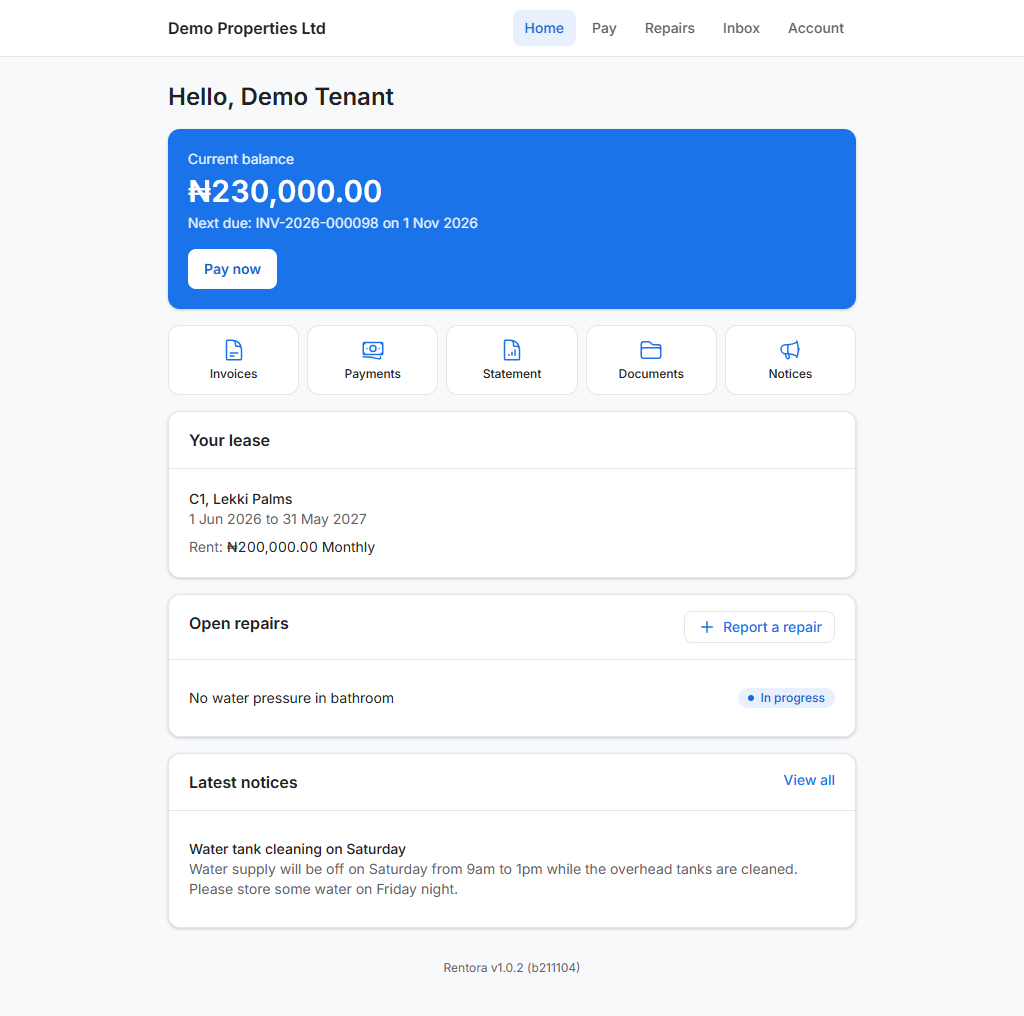 Demo Properties Ltd
Home
Pay
Repairs
Inbox
Account
Hello, Demo Tenant
Current balance
₦230,000.00
Next due: INV-2026-000098 on 1 Nov 2026
Pay now
Invoices
Payments
Statement
Documents
Notices
Your lease
C1, Lekki Palms
1 Jun 2026 to 31 May 2027
Rent: ₦200,000.00 Monthly
Open repairs
Report a repair
No water pressure in bathroom
In progress
Latest notices
View all
Water tank cleaning on Saturday
Water supply will be off on Saturday from 9am to 1pm while the overhead tanks are cleaned.
Please store some water on Friday night.
Rentora v1.0.2 (b211104)